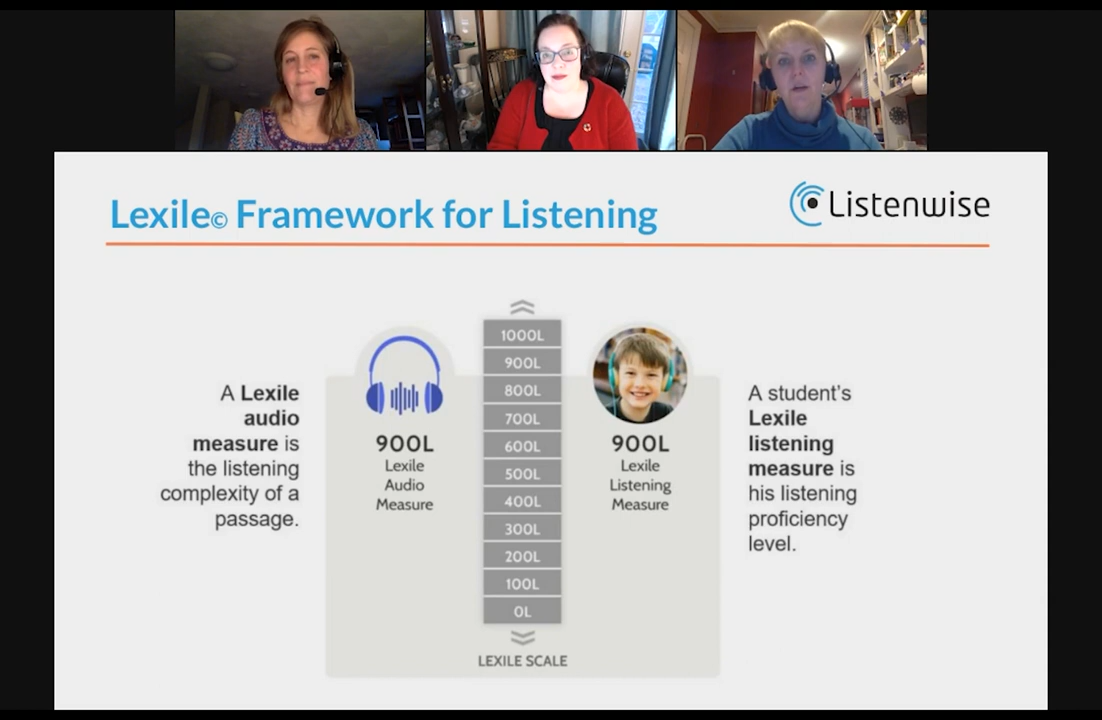 Lexile© Framework for Listening
Listenwise
A Lexile
audio
measure is
the listening
complexity of a
passage.
900L
Lexile
Audio
Measure
1000L
900L
800L
700L
600L
500L
400L
300L
200L
100L
0L
LEXILE SCALE
900L
Lexile
Listening
Measure
A student's
Lexile
listening
measure is
his listening
proficiency
level.